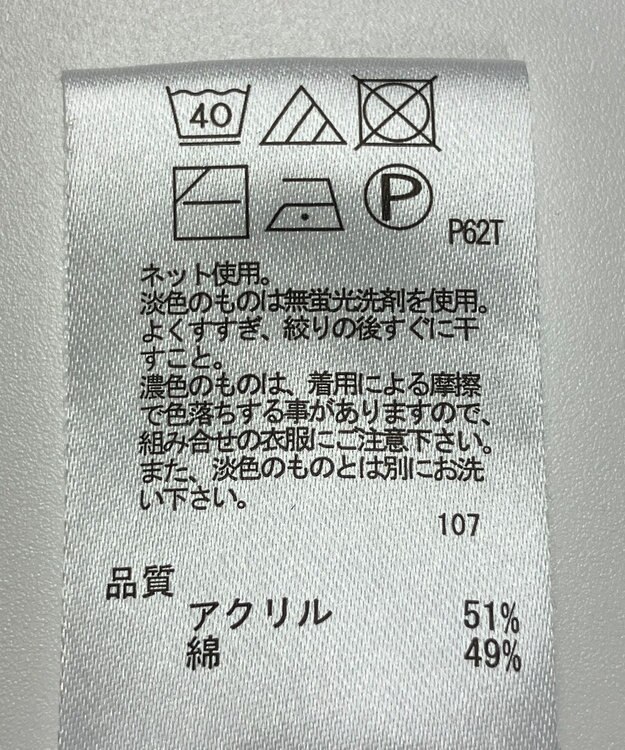 40
P
P62T
ネット使用。
淡色のものは無蛍光洗剤を使用。
よくすすぎ、絞りの後すぐに干
すこと。
濃色のものは、着用による摩擦
で色落ちする事がありますので、
組み合せの衣服にご注意下さい。
また、淡色のものとは別にお洗
い下さい。
107
品質
アクリル 51%
綿 49%